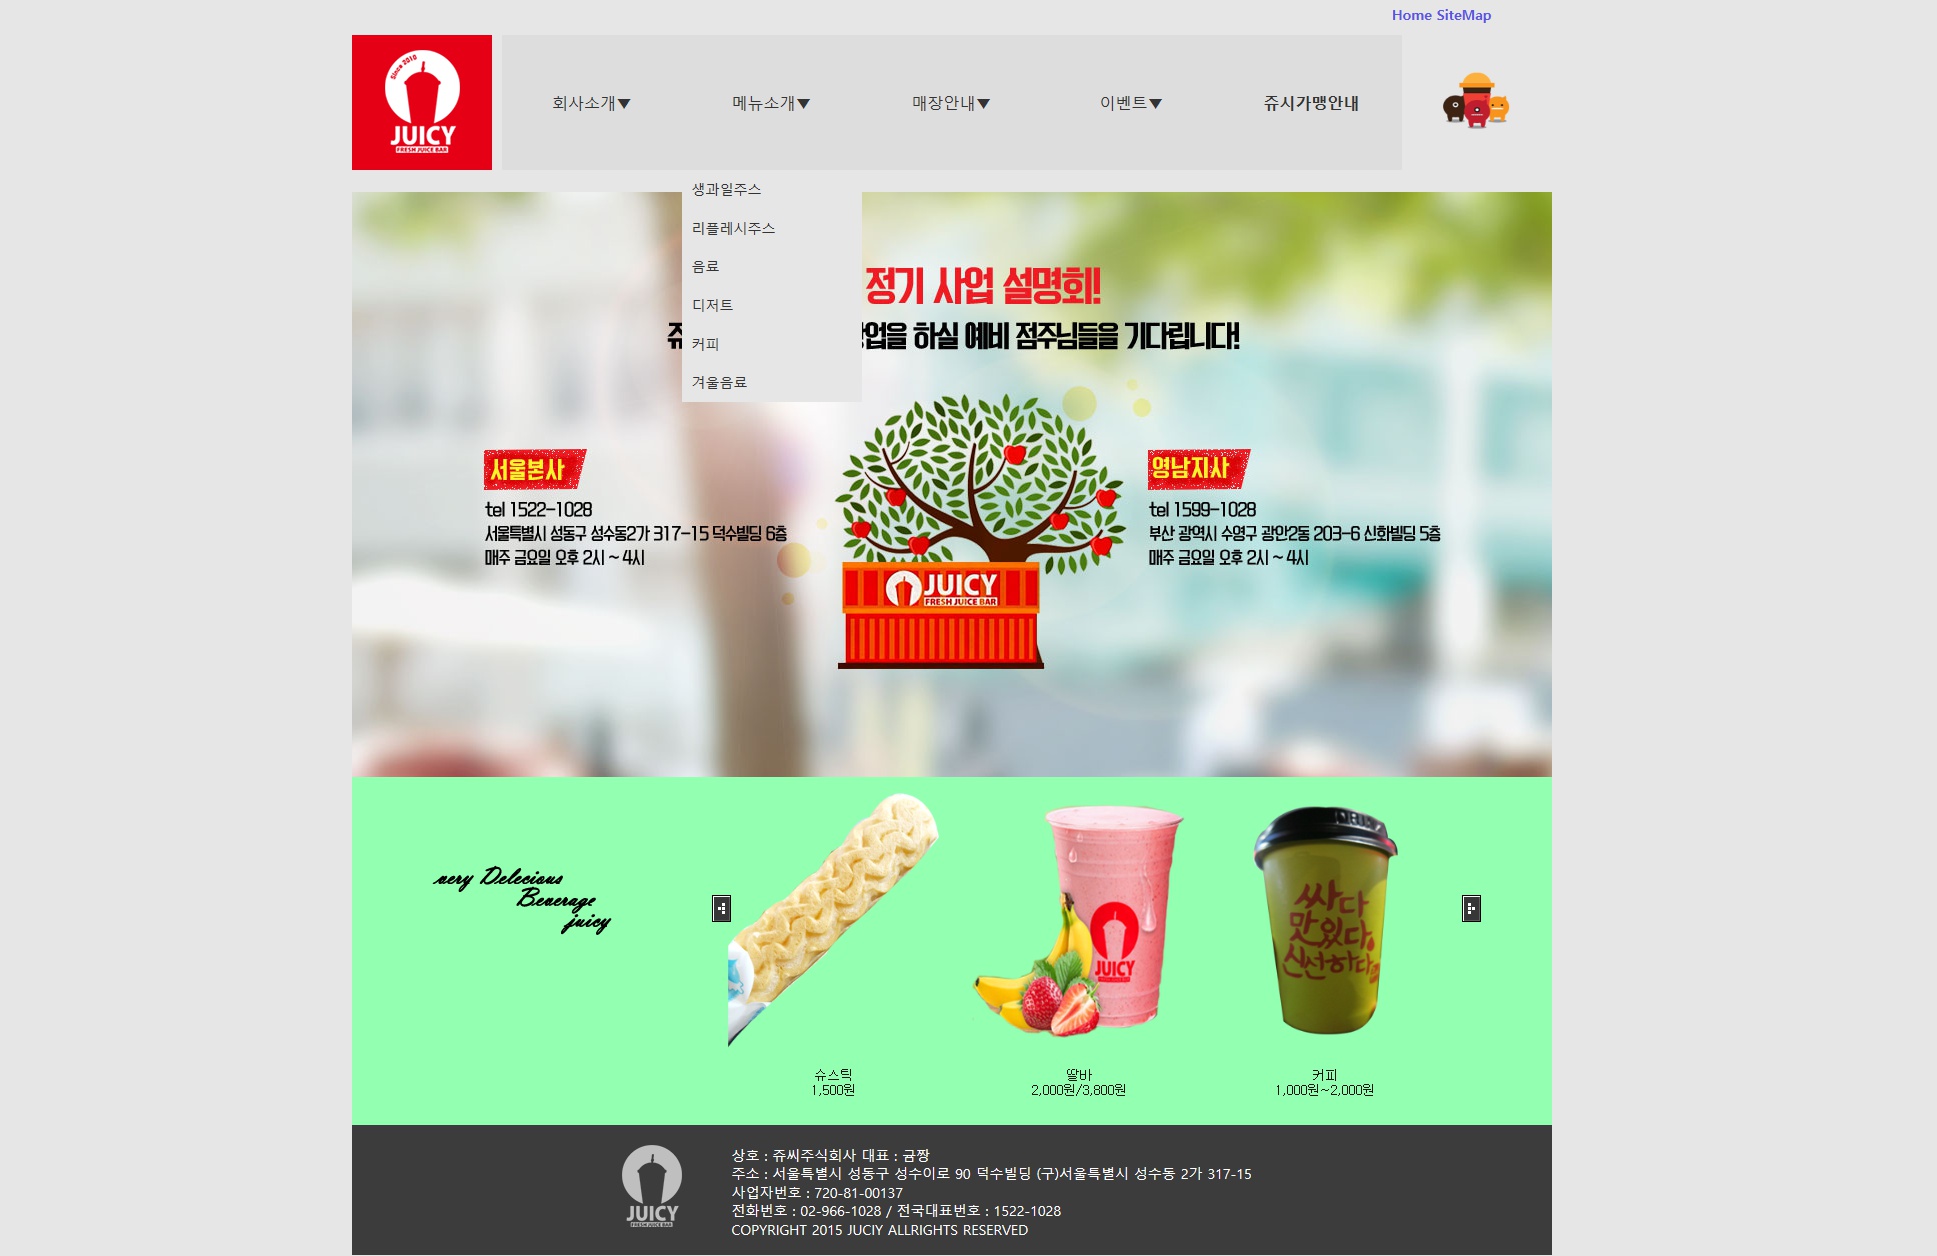 Home SiteMap
Since 2010
JUICY
FRESH JUICE BAR
회사소개▼
메뉴소개▼
매장안내▼
이벤트▼
쥬시가맹안내
생과일주스
리플레시주스
음료
디저트
커피
겨울음료
정기 사업 설명회!
업을 하실 예비 점주님들을 기다립니다!
서울본사
tel 1522-1028
서울특별시 성동구 성수동2가 317-15 덕수빌딩 6층
매주 금요일 오후 2시 ~ 4시
JUICY
FRESH JUICE BAR
영남지사
tel 1599-1028
부산 광역시 수영구 광안2동 203-6 신화빌딩 5층
매주 금요일 오후 2시 ~ 4시
very Delecious
Beverage
juicy
JUICY
싸다
맛있다
신선하다
슈스틱
1,500원
딸바
2,000원/3,800원
커피
1,000원~2,000원
JUICY
FRESH JUICE BAR
상호 : 쥬씨주식회사 대표 : 금짱
주소 : 서울특별시 성동구 성수이로 90 덕수빌딩 (구)서울특별시 성수동 2가 317-15
사업자번호 : 720-81-00137
전화번호 : 02-966-1028 / 전국대표번호 : 1522-1028
COPYRIGHT 2015 JUCIY ALLRIGHTS RESERVED